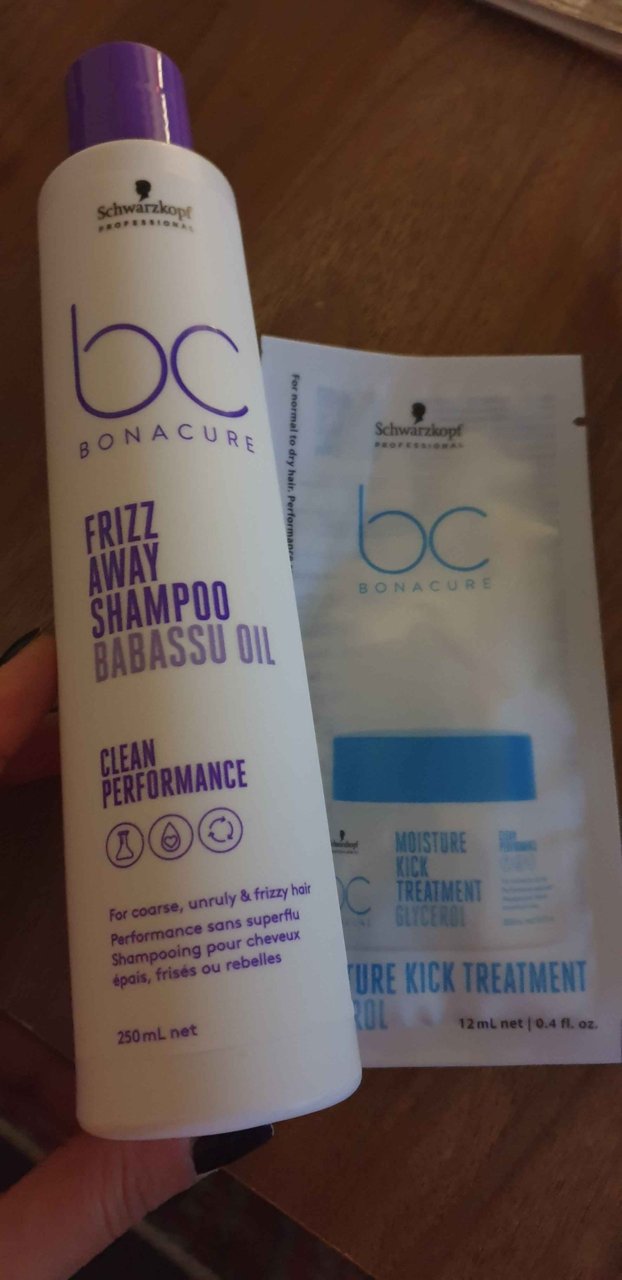 Schwarzkopf
PROFESSIONAL
bc
BONACURE
FRIZZ
AWAY
SHAMPOO
BABASSU OIL
CLEAN
PERFORMANCE
For coarse, unruly & frizzy hair
Performance sans superflu
Shampooing pour cheveux
épais, frisés ou rebelles
250mL net
For normal to dry hair. Performance
Schwarzkopf
PROFESSIONAL
bc
BONACURE
MOISTURE
KICK
TREATMENT
GLYCEROL
CLEAN
PERFORMANCE
TURE KICK TREATMENT
ROL
12mL net | 0.4 fl. oz.